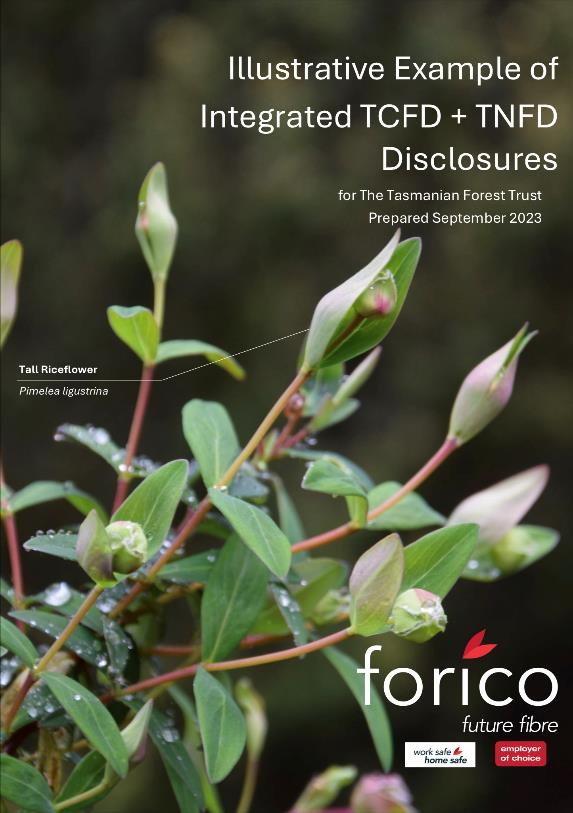 Illustrative Example of
Integrated TCFD + TNFD
Disclosures
for The Tasmanian Forest Trust
Prepared September 2023
Tall Riceflower
Pimelea ligustrina
forico
future fibre
work safe
home safe
employer
of choice